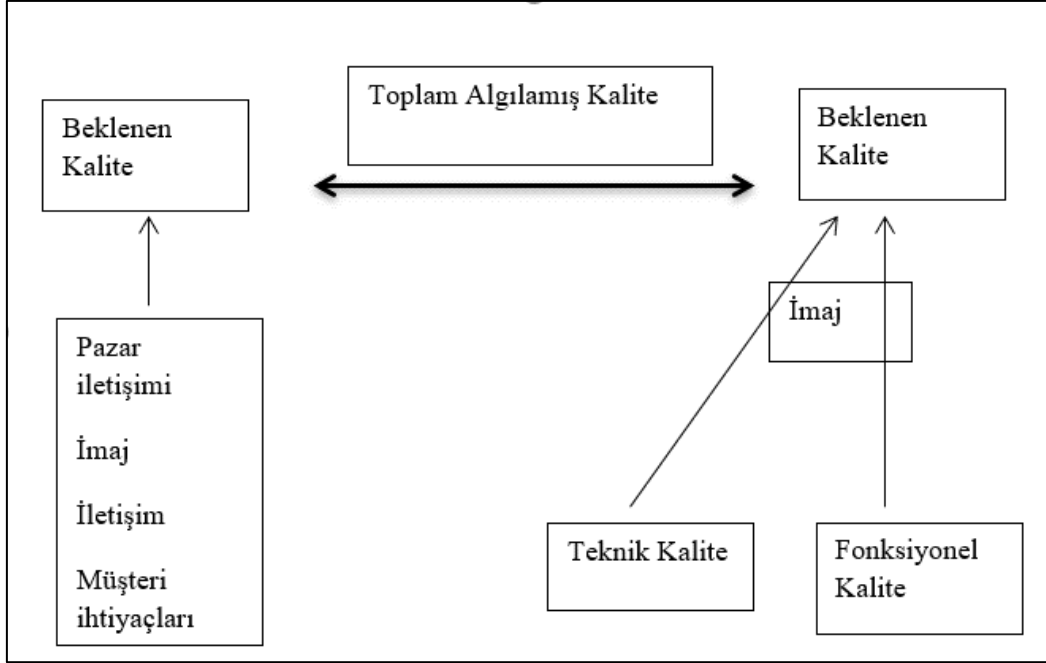 Toplam Algılamış Kalite
Beklenen
Kalite
Beklenen
Kalite
İmaj
Pazar
iletişimi
İmaj
İletişim
Müşteri
ihtiyaçları
Teknik Kalite
Fonksiyonel
Kalite